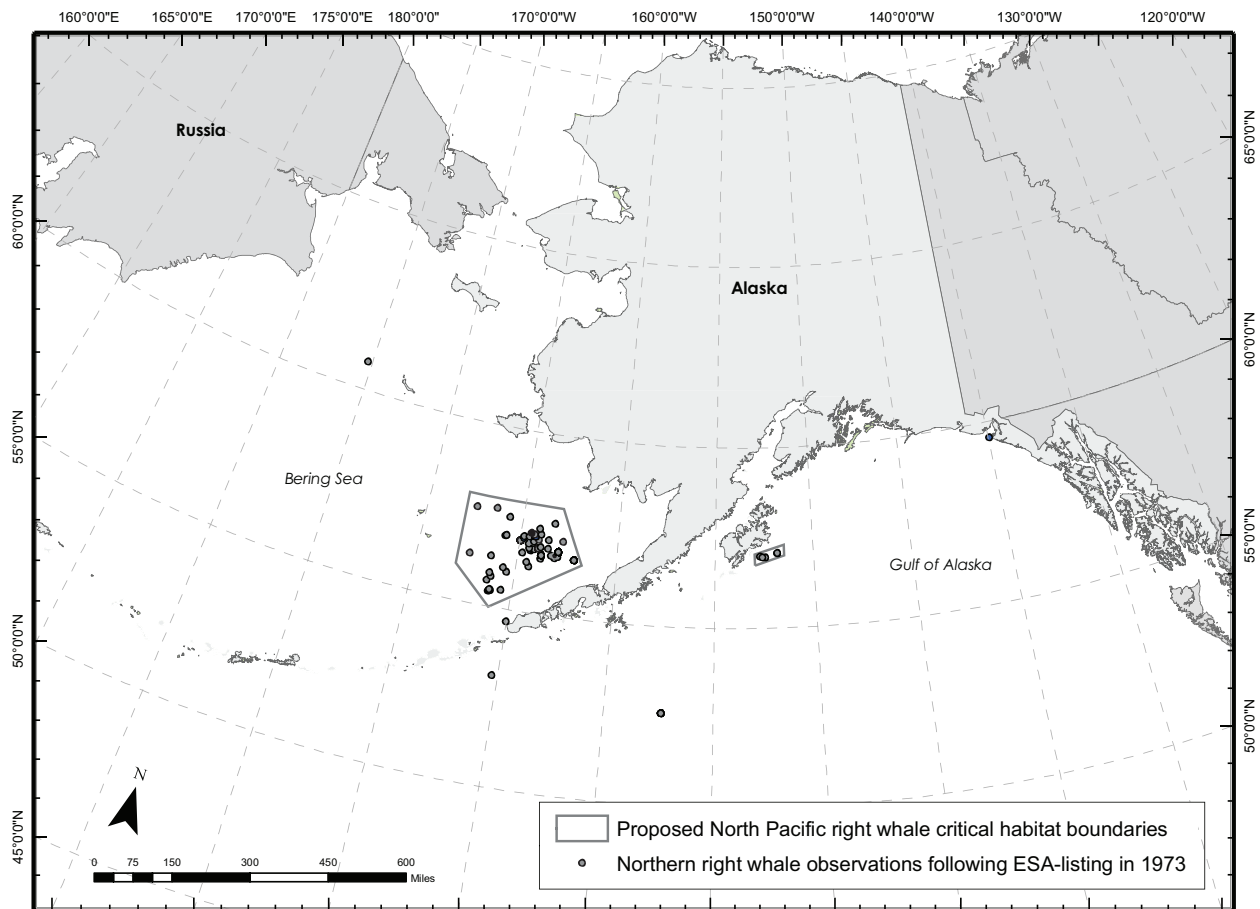 160°0'0"W 165°0'0"W 170°0'0"W 175°0'0"W 180°0'0" 170°0'0"W 160°0'0"W 150°0'0"W 140°0'0"W 130°0'0"W 120°0'0"W
Russia
65°0'0"N
60°0'0"N
Alaska
60°0'0"N
55°0'0"N
Bering Sea
55°0'0"N
Gulf of Alaska
50°0'0"N
50°0'0"N
N
45°0'0"N
Proposed North Pacific right whale critical habitat boundaries
Northern right whale observations following ESA-listing in 1973
0 75 150 300 450 600
Miles